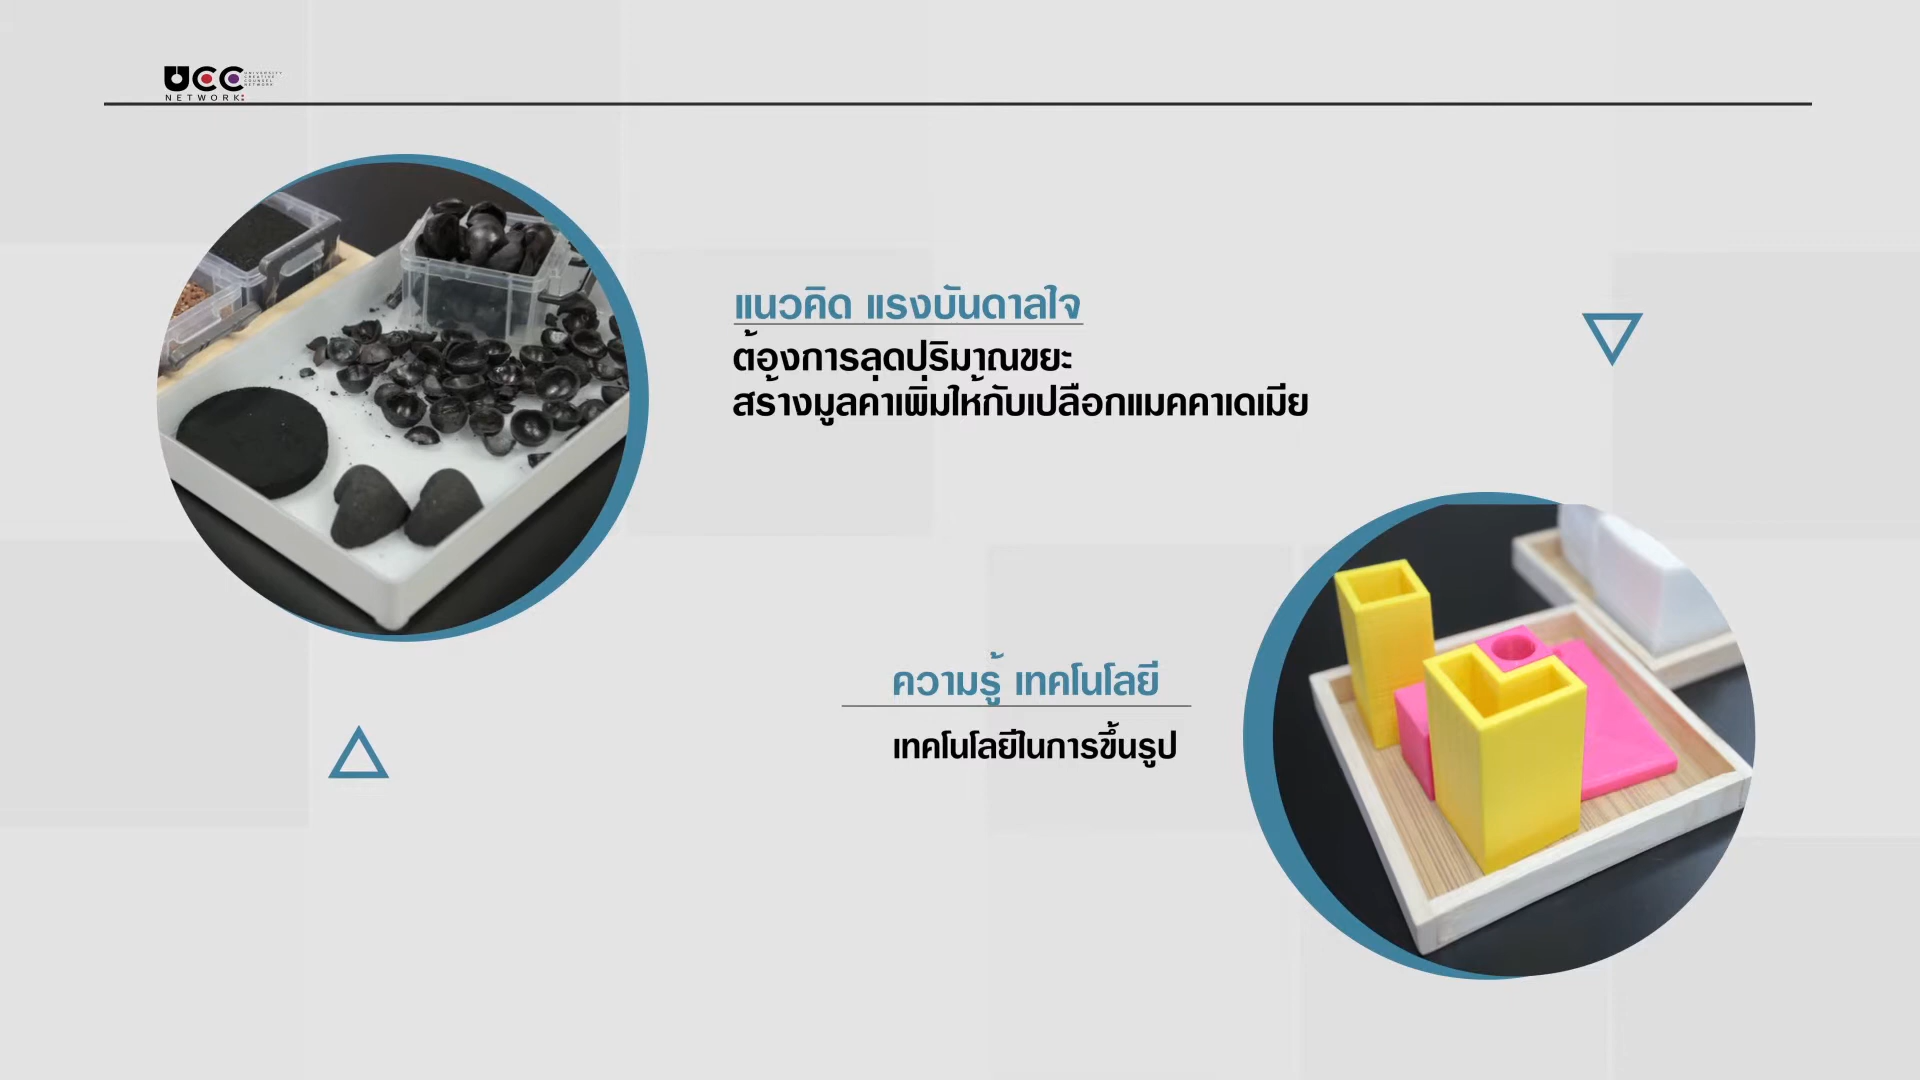 UCC
UNIVERSITY
CREATIVE
COUNSEL
NETWORK
NETWORK:
แนวคิด แรงบันดาลใจ
ต้องการลดปริมาณขยะ
สร้างมูลค่าเพิ่มให้กับเปลือกแมคคาเดเมีย
ความรู้ เทคโนโลยี
เทคโนโลยีในการขึ้นรูป